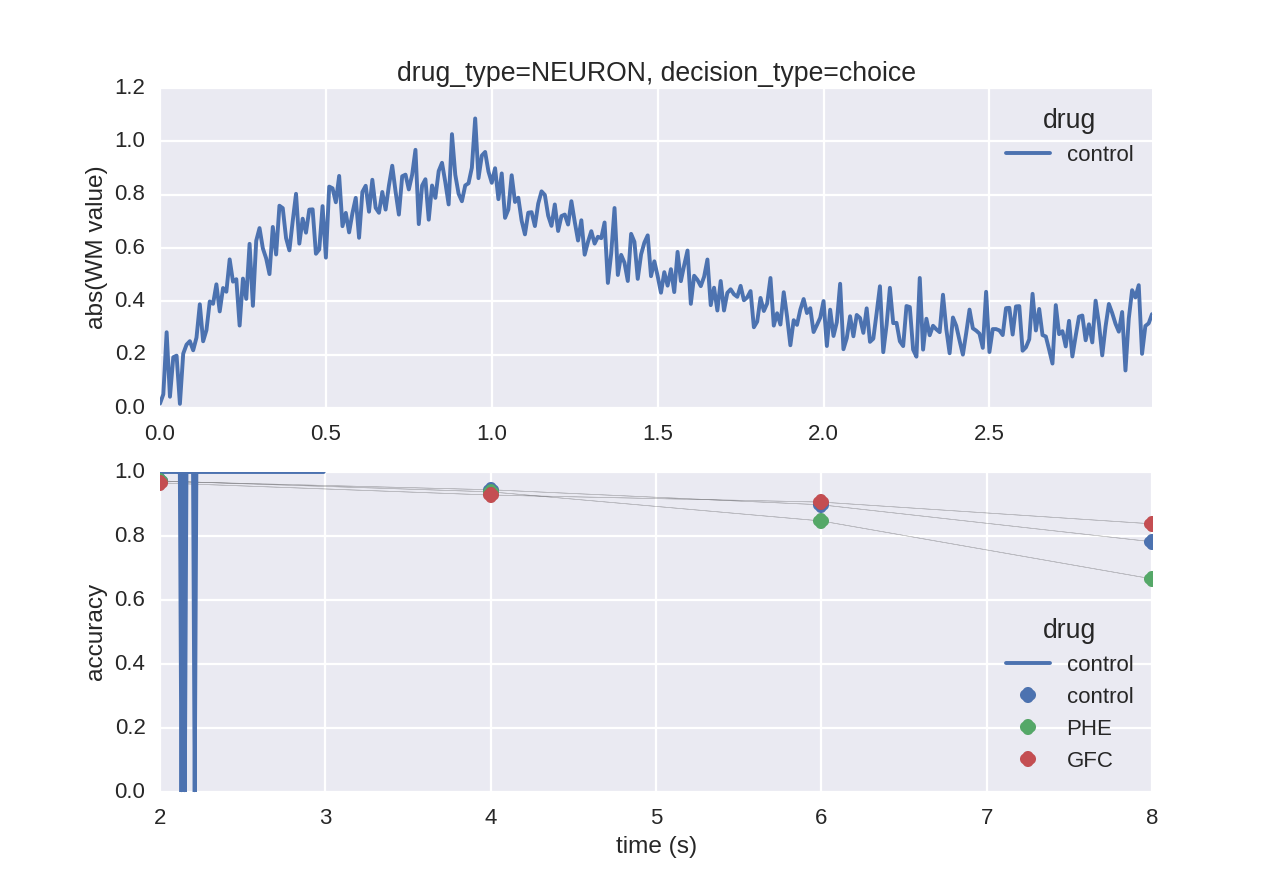 drug_type=NEURON, decision_type=choice
1.2
1.0
0.8
0.6
0.4
0.2
0.0
abs(WM value)
drug
control
0.0 0.5 1.0 1.5 2.0 2.5
1.0
0.8
0.6
0.4
0.2
0.0
accuracy
drug
control
control
PHE
GFC
2 3 4 5 6 7 8
time (s)